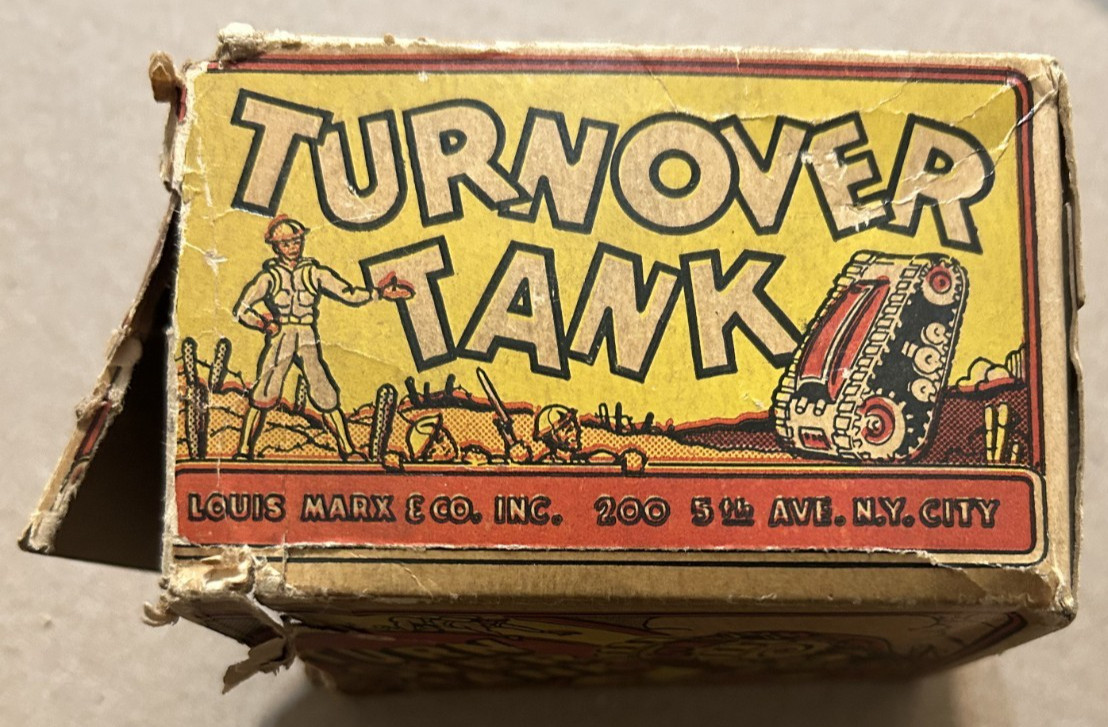 TURNOVER
TANK
LOUIS MARX & CO. INC. 200 5th AVE. N.Y. CITY